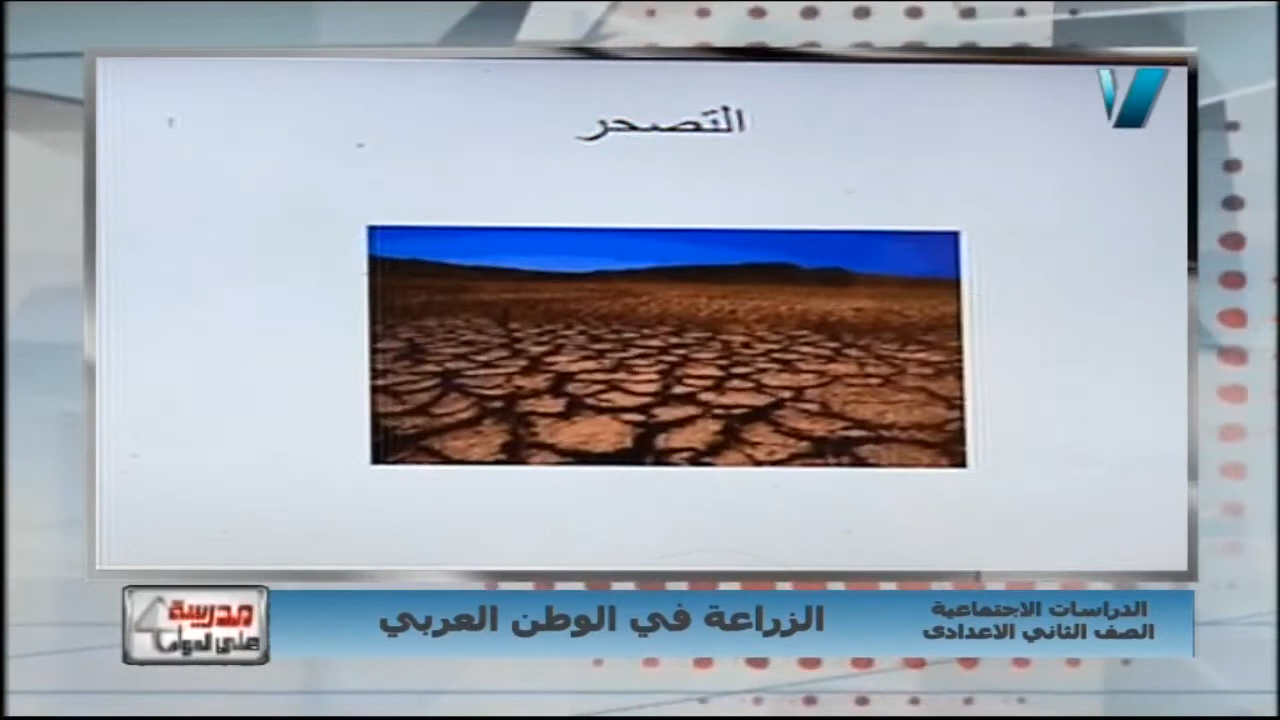 التصحر
الدراسات الاجتماعية
الصف الثاني الاعدادى
الزراعة في الوطن العربي
مدرسة
على الهواء